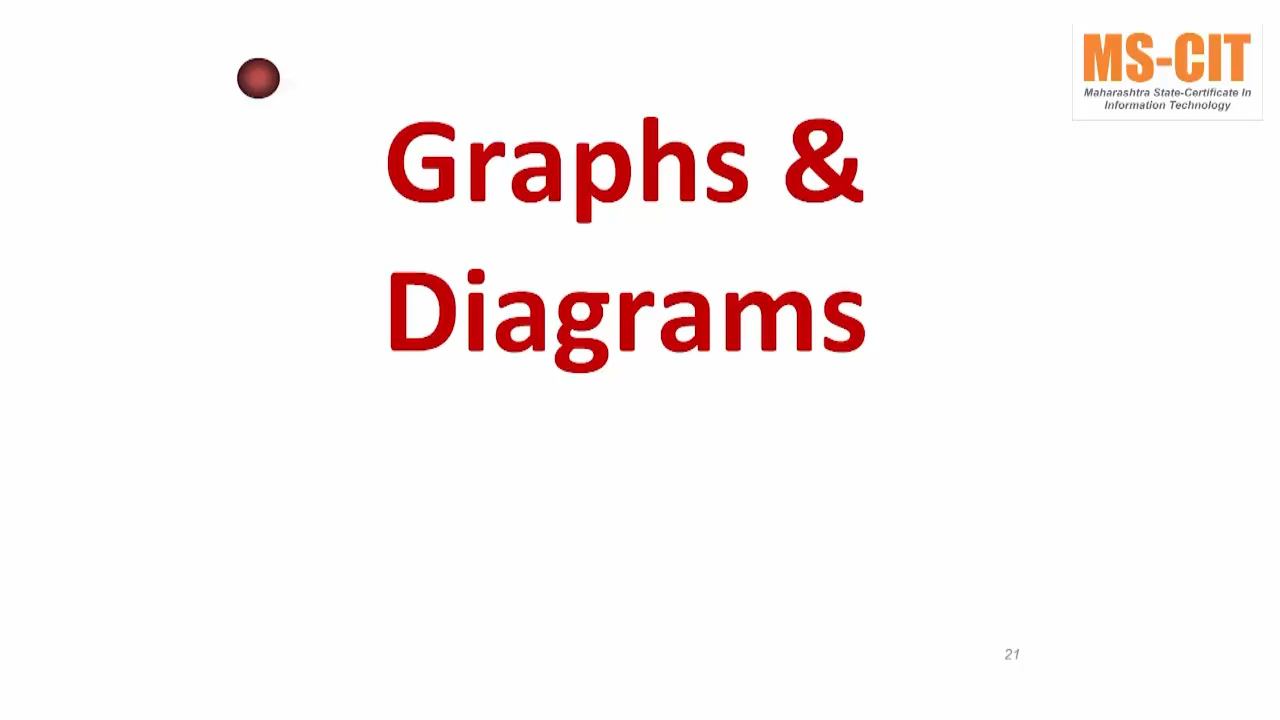 MS-CIT
Maharashtra State-Certificate In
Information Technology
Graphs &
Diagrams
21